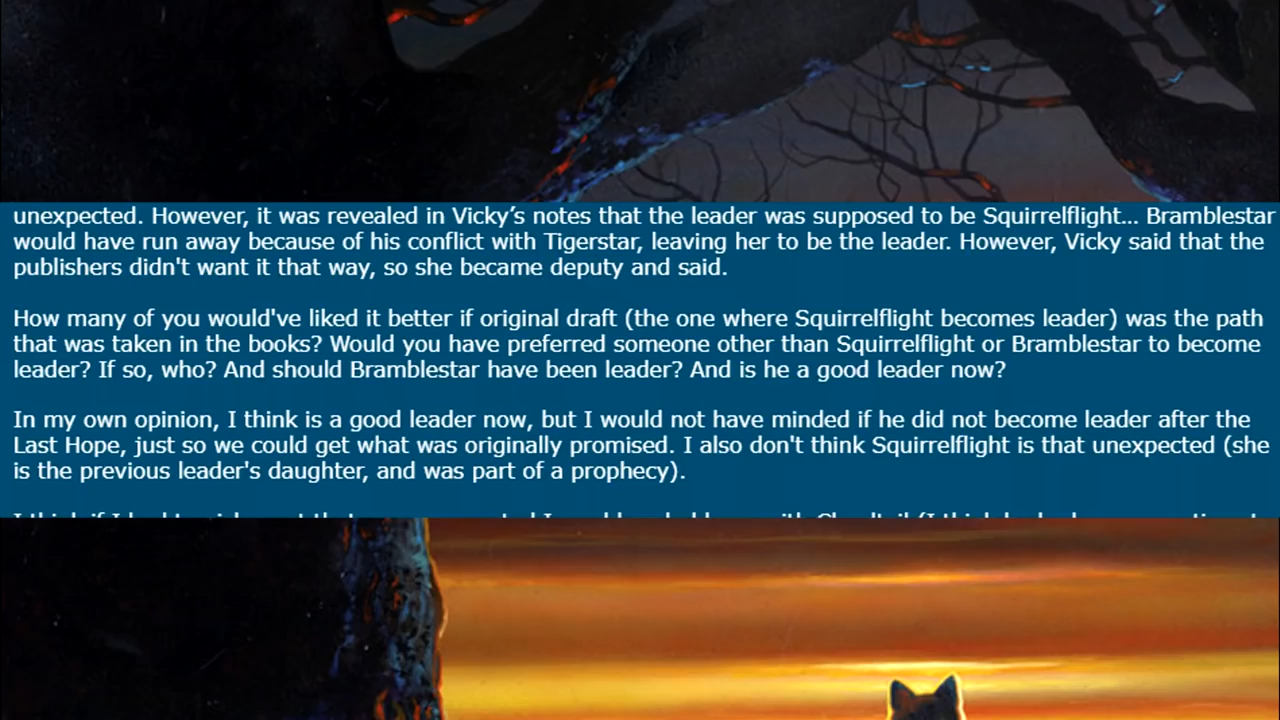 unexpected. However, it was revealed in Vicky’s notes that the leader was supposed to be Squirrelflight... Bramblestar
would have run away because of his conflict with Tigerstar, leaving her to be the leader. However, Vicky said that the
publishers didn't want it that way, so she became deputy and said.
How many of you would've liked it better if original draft (the one where Squirrelflight becomes leader) was the path
that was taken in the books? Would you have preferred someone other than Squirrelflight or Bramblestar to become
leader? If so, who? And should Bramblestar have been leader? And is he a good leader now?
In my own opinion, I think is a good leader now, but I would not have minded if he did not become leader after the
Last Hope, just so we could get what was originally promised. I also don't think Squirrelflight is that unexpected (she
is the previous leader's daughter, and was part of a prophecy).